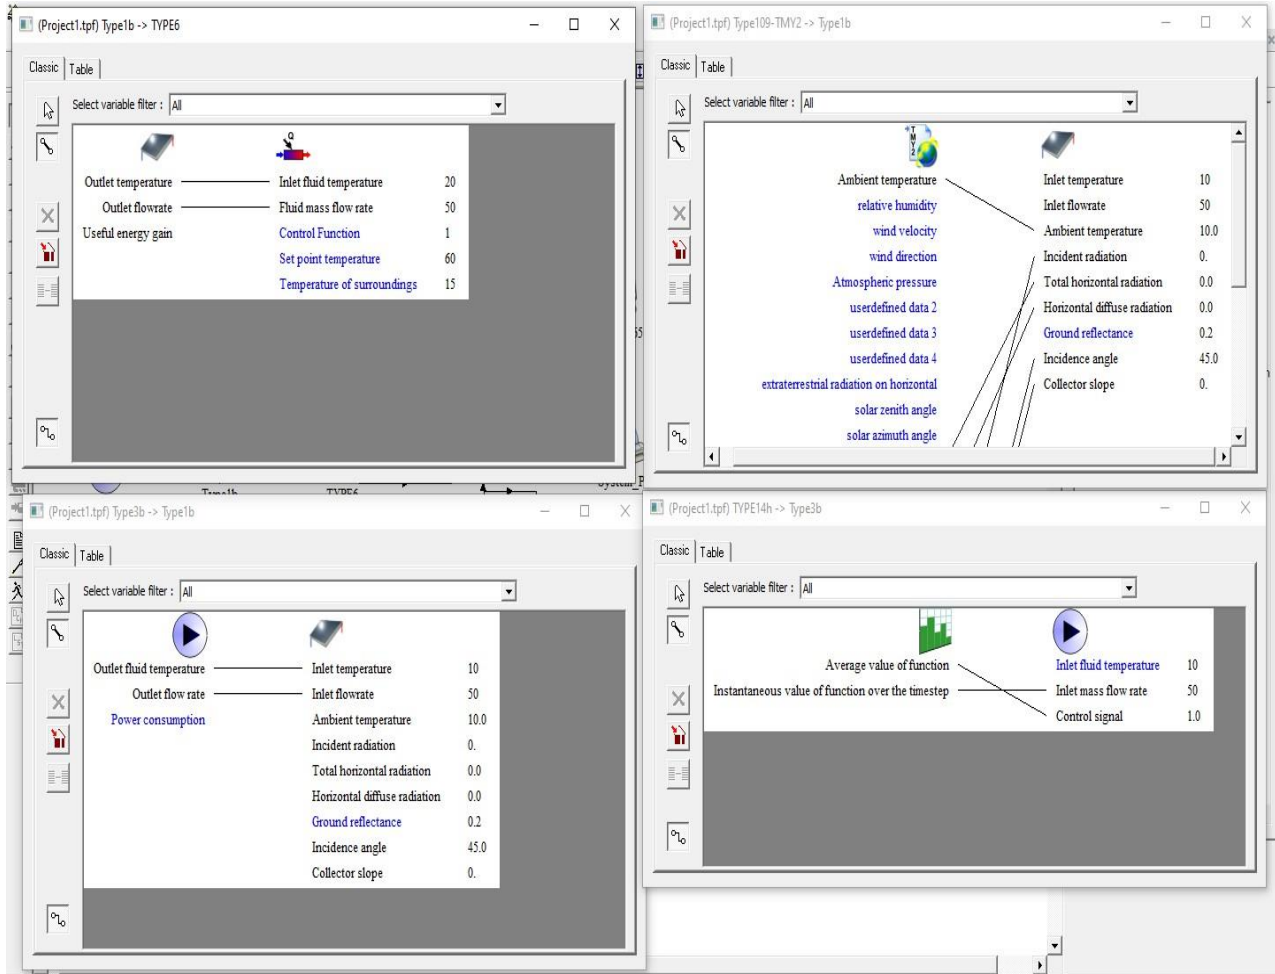 (Project1.tpf) Type1b -> TYPE6
Classic Table
Select variable filter : All
Q
Outlet temperature Inlet fluid temperature 20
Outlet flowrate Fluid mass flow rate 50
Useful energy gain Control Function 1
Set point temperature 60
Temperature of surroundings 15
(Project1.tpf) Type109-TMY2 -> Type1b
Classic Table
Select variable filter : All
TMY2
Ambient temperature Inlet temperature 10
relative humidity Inlet flowrate 50
wind velocity Ambient temperature 10.0
wind direction Incident radiation 0.
Atmospheric pressure Total horizontal radiation 0.0
userdefined data 2 Horizontal diffuse radiation 0.0
userdefined data 3 Ground reflectance 0.2
userdefined data 4 Incidence angle 45.0
extraterrestrial radiation on horizontal Collector slope 0.
solar zenith angle
solar azimuth angle
Type1b TYPE6
(Project1.tpf) Type3b -> Type1b
Classic Table
Select variable filter : All
Outlet fluid temperature Inlet temperature 10
Outlet flow rate Inlet flowrate 50
Power consumption Ambient temperature 10.0
Incident radiation 0.
Total horizontal radiation 0.0
Horizontal diffuse radiation 0.0
Ground reflectance 0.2
Incidence angle 45.0
Collector slope 0.
(Project1.tpf) TYPE14h -> Type3b
Classic Table
Select variable filter : All
Average value of function Inlet fluid temperature 10
Instantaneous value of function over the timestep Inlet mass flow rate 50
Control signal 1.0